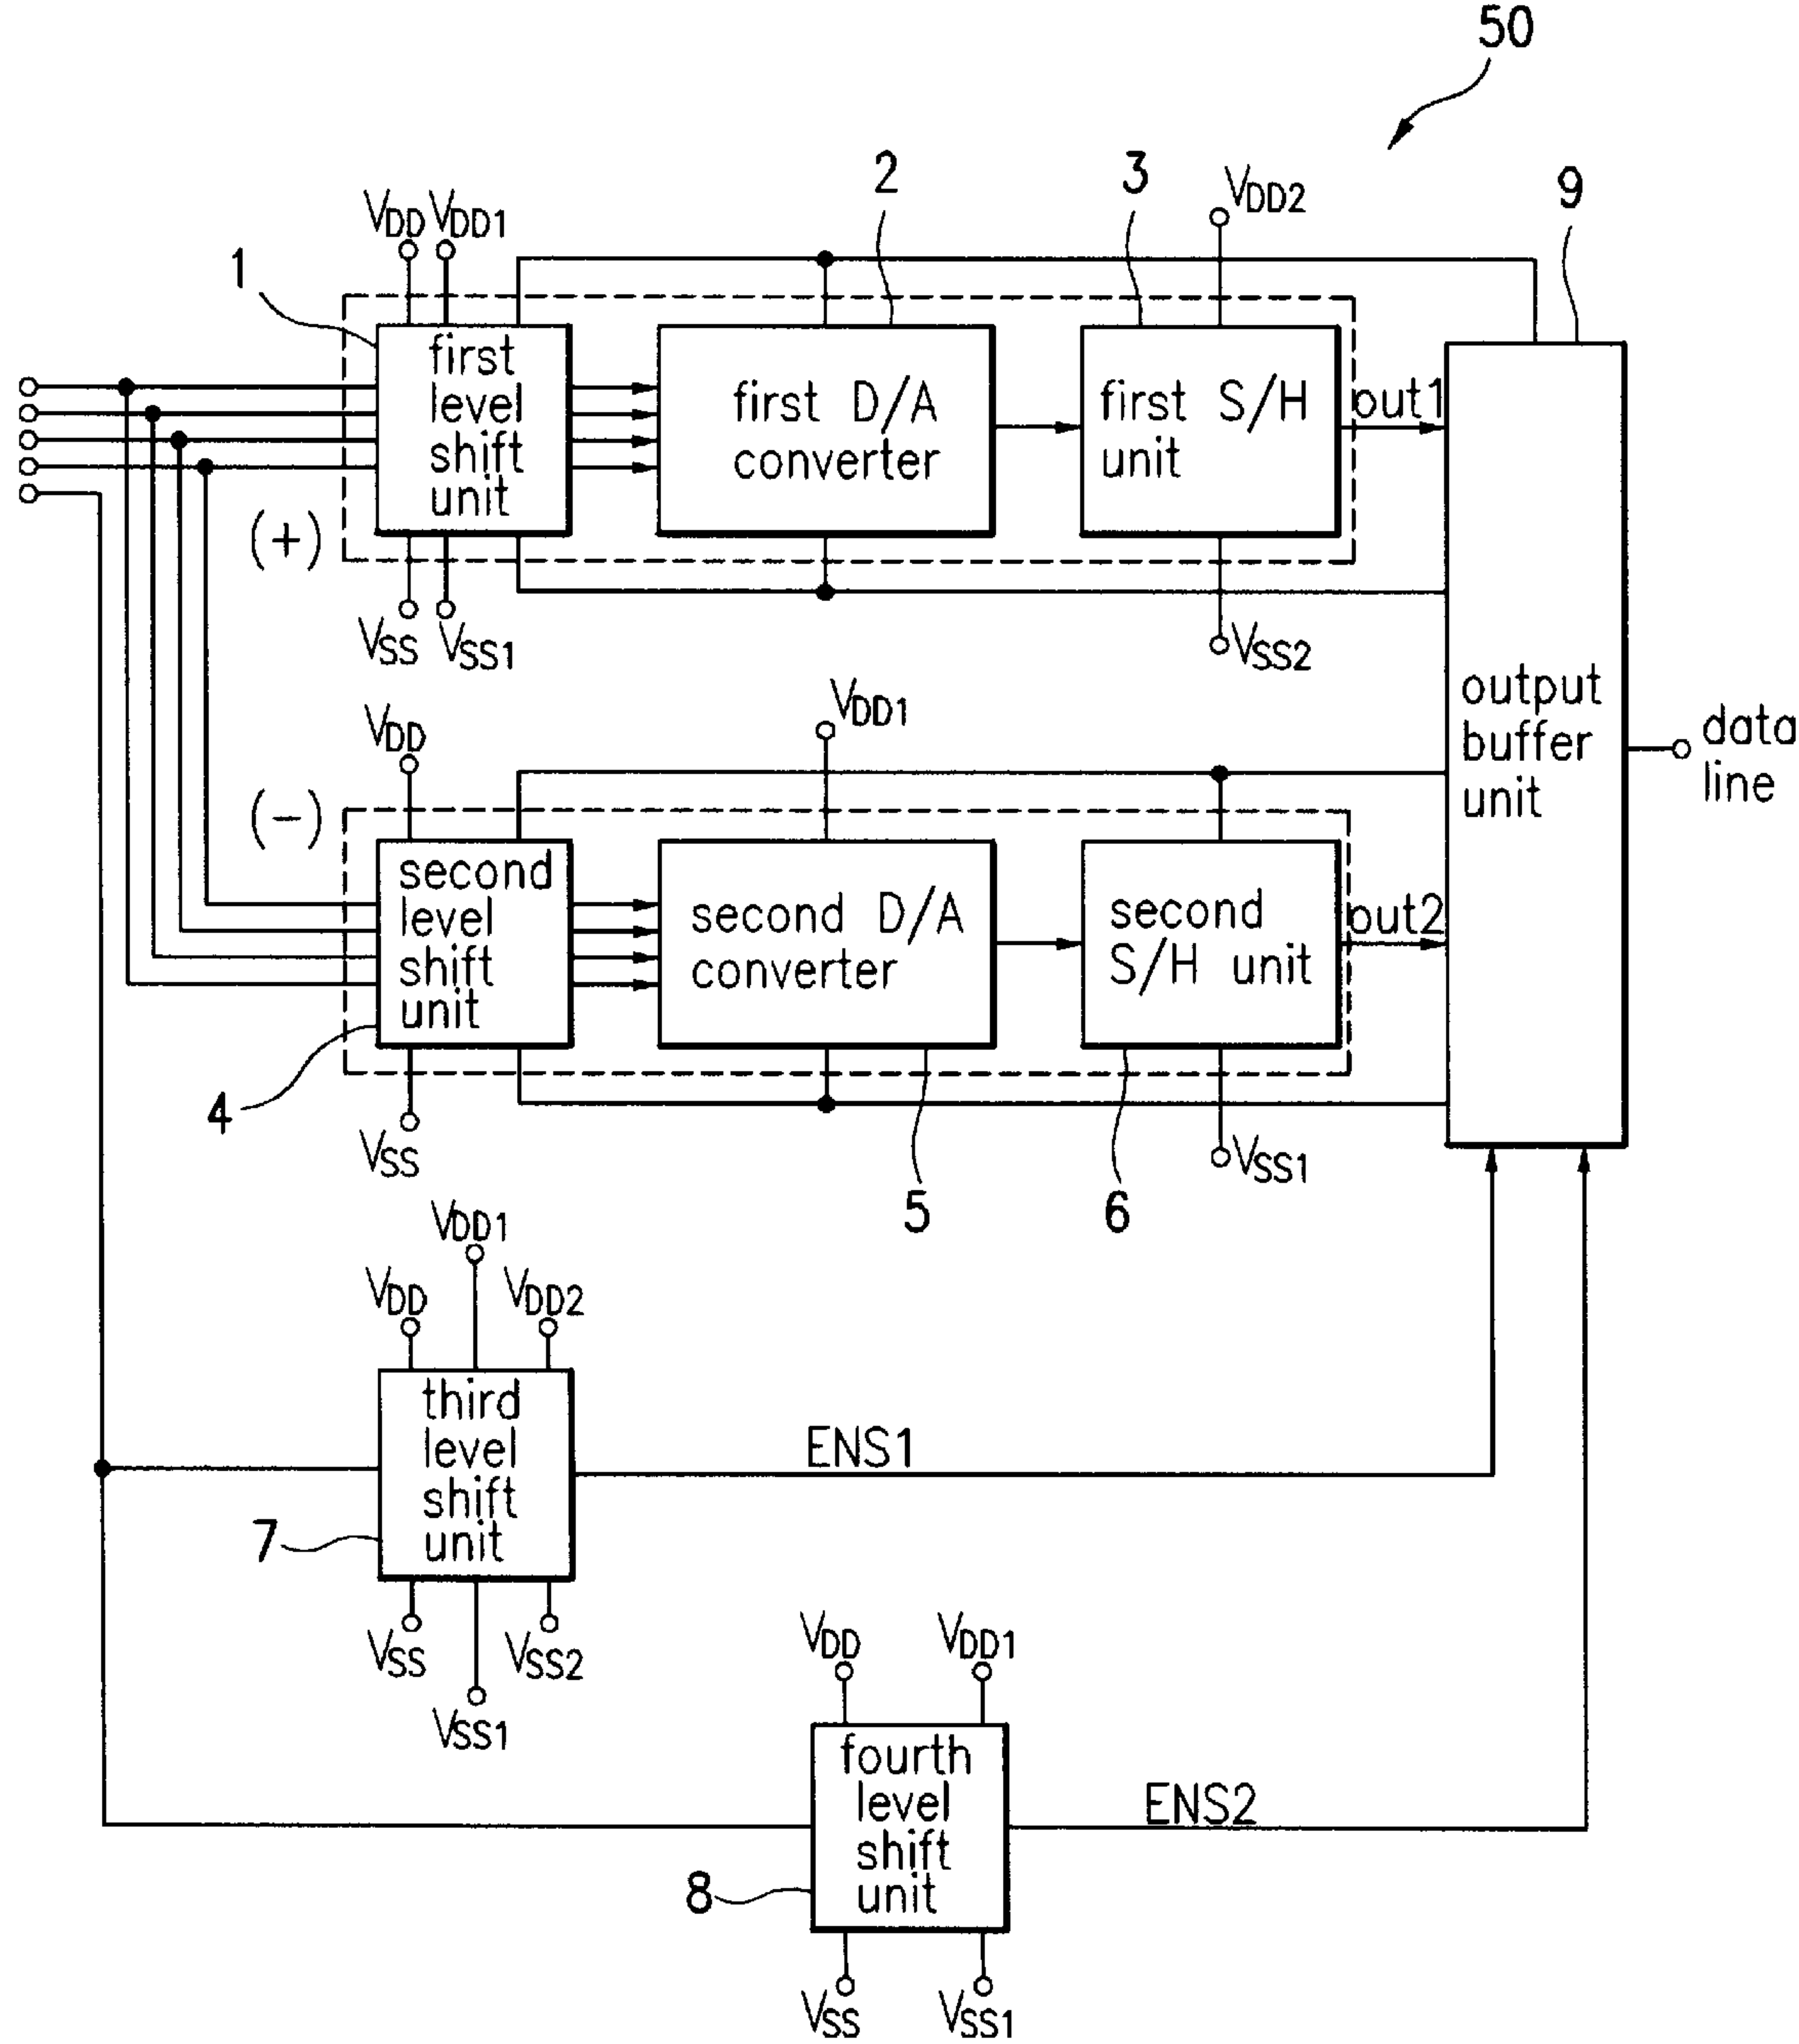 50
2
3
VDD2
9
VDD VDD1
1
first
level
shift
unit
first D/A
converter
first S/H
unit
out1
(+)
VSS VSS1
VSS2
VDD1
VDD
output
buffer
unit
data
line
(-)
second
level
shift
unit
second D/A
converter
second
S/H unit
out2
4
VSS
VSS1
5
6
VDD1
VDD
VDD2
third
level
shift
unit
ENS1
7
VSS
VSS2
VSS1
VDD
VDD1
fourth
level
shift
unit
ENS2
8
VSS
VSS1